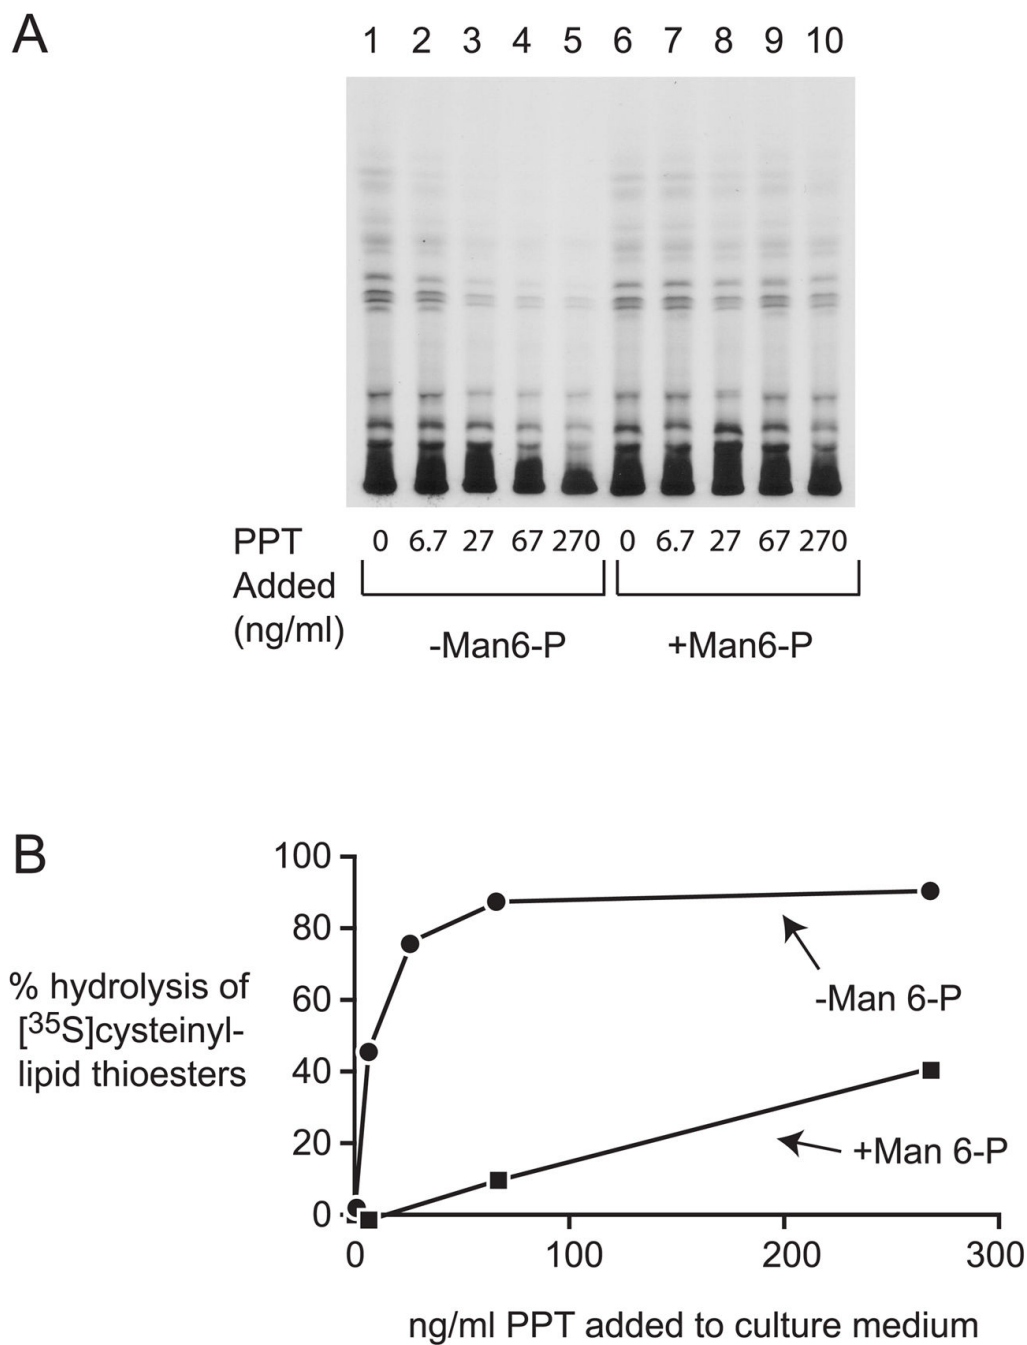 A
1 2 3 4 5 6 7 8 9 10
PPT
Added
(ng/ml)
0 6.7 27 67 270 0 6.7 27 67 270
-Man6-P +Man6-P
B
% hydrolysis of
[35S]cysteinyl-
lipid thioesters
100
80
60
40
20
0
-Man 6-P
+Man 6-P
0 100 200 300
ng/ml PPT added to culture medium